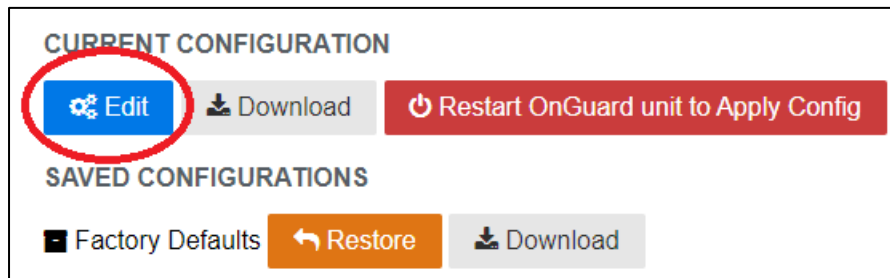 CURRENT CONFIGURATION
Edit Download Restart OnGuard unit to Apply Config
SAVED CONFIGURATIONS
Factory Defaults Restore Download